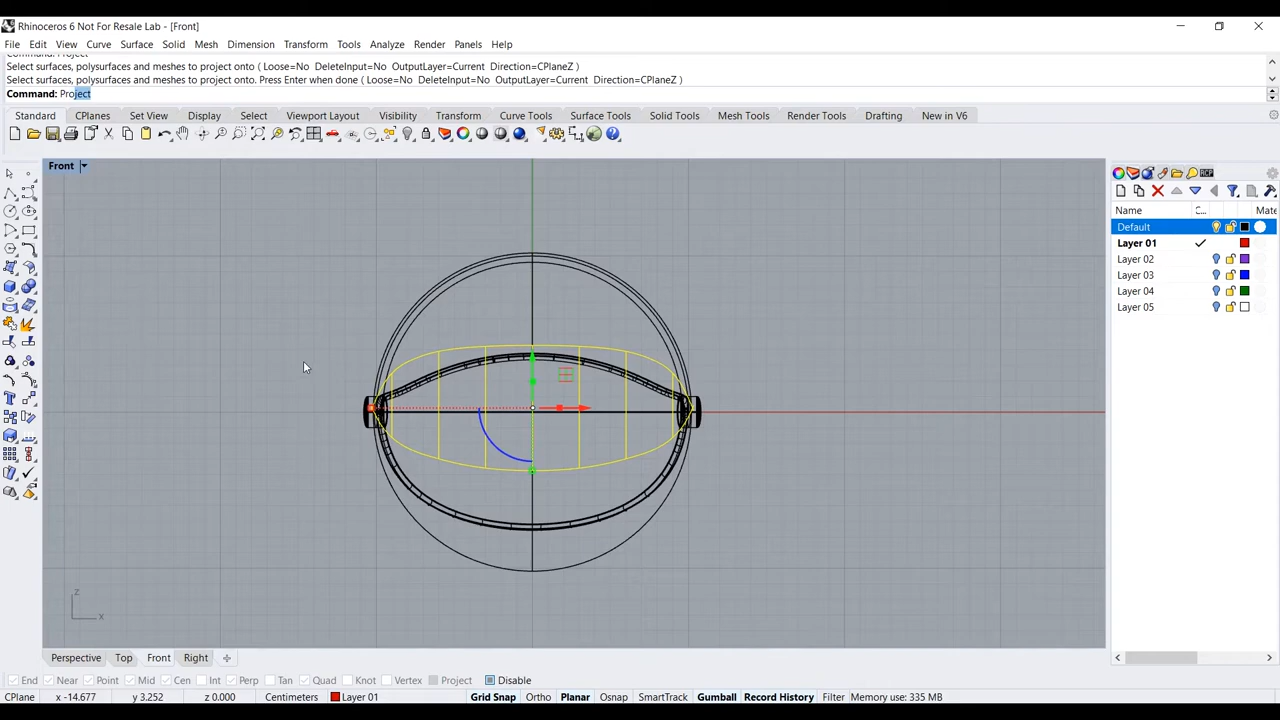 Rhinoceros 6 Not For Resale Lab - [Front]
File Edit View Curve Surface Solid Mesh Dimension Transform Tools Analyze Render Panels Help
Select surfaces, polysurfaces and meshes to project onto ( Loose=No DeleteInput=No OutputLayer=Current Direction=CPlaneZ )
Select surfaces, polysurfaces and meshes to project onto. Press Enter when done ( Loose=No DeleteInput=No OutputLayer=Current Direction=CPlaneZ )
Command: Project
Standard CPlanes Set View Display Select Viewport Layout Visibility Transform Curve Tools Surface Tools Solid Tools Mesh Tools Render Tools Drafting New in V6
Front
Name C... Mate
Default
Layer 01
Layer 02
Layer 03
Layer 04
Layer 05
z
x
Perspective Top Front Right
End Near Point Mid Cen Int Perp Tan Quad Knot Vertex Project Disable
CPlane x -14.677 y 3.252 z 0.000 Centimeters Layer 01 Grid Snap Ortho Planar Osnap SmartTrack Gumball Record History Filter Memory use: 335 MB